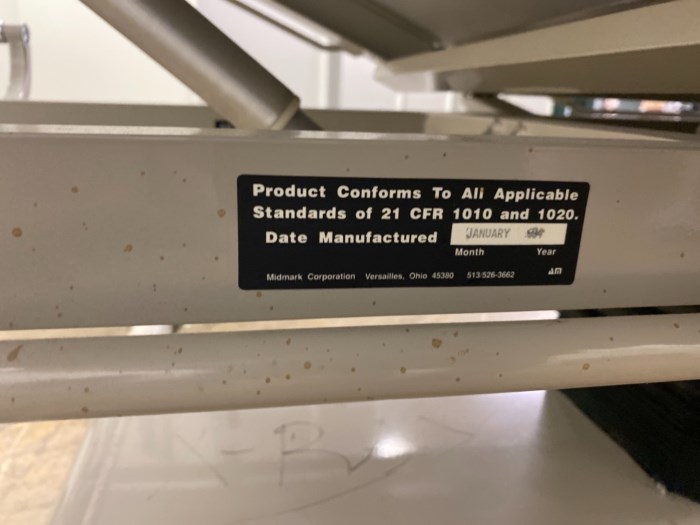 Product Conforms To All Applicable
Standards of 21 CFR 1010 and 1020.
Date Manufactured JANUARY
Month Year
Midmark Corporation Versailles, Ohio 45380 513-526-3662
X-Ray